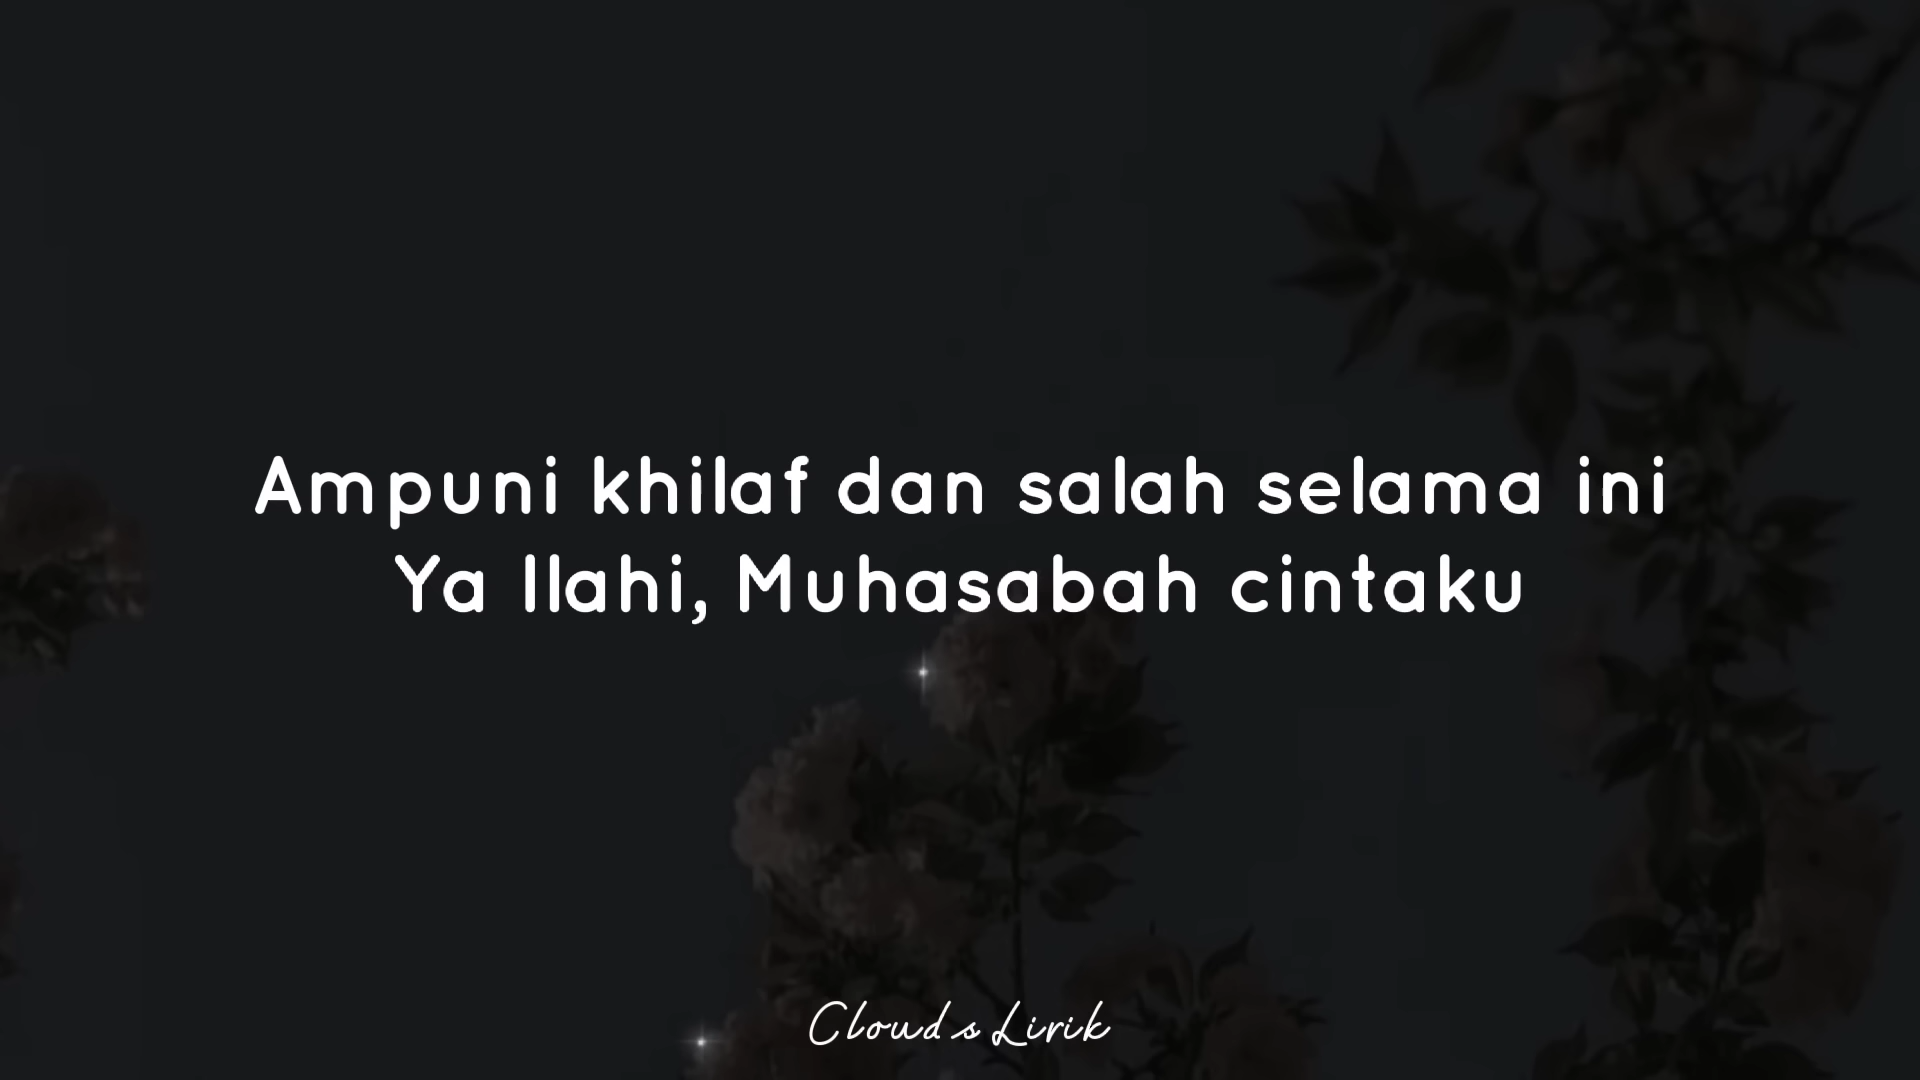 Ampuni khilaf dan salah selama ini
Ya Ilahi, Muhasabah cintaku
Clouds Lirik